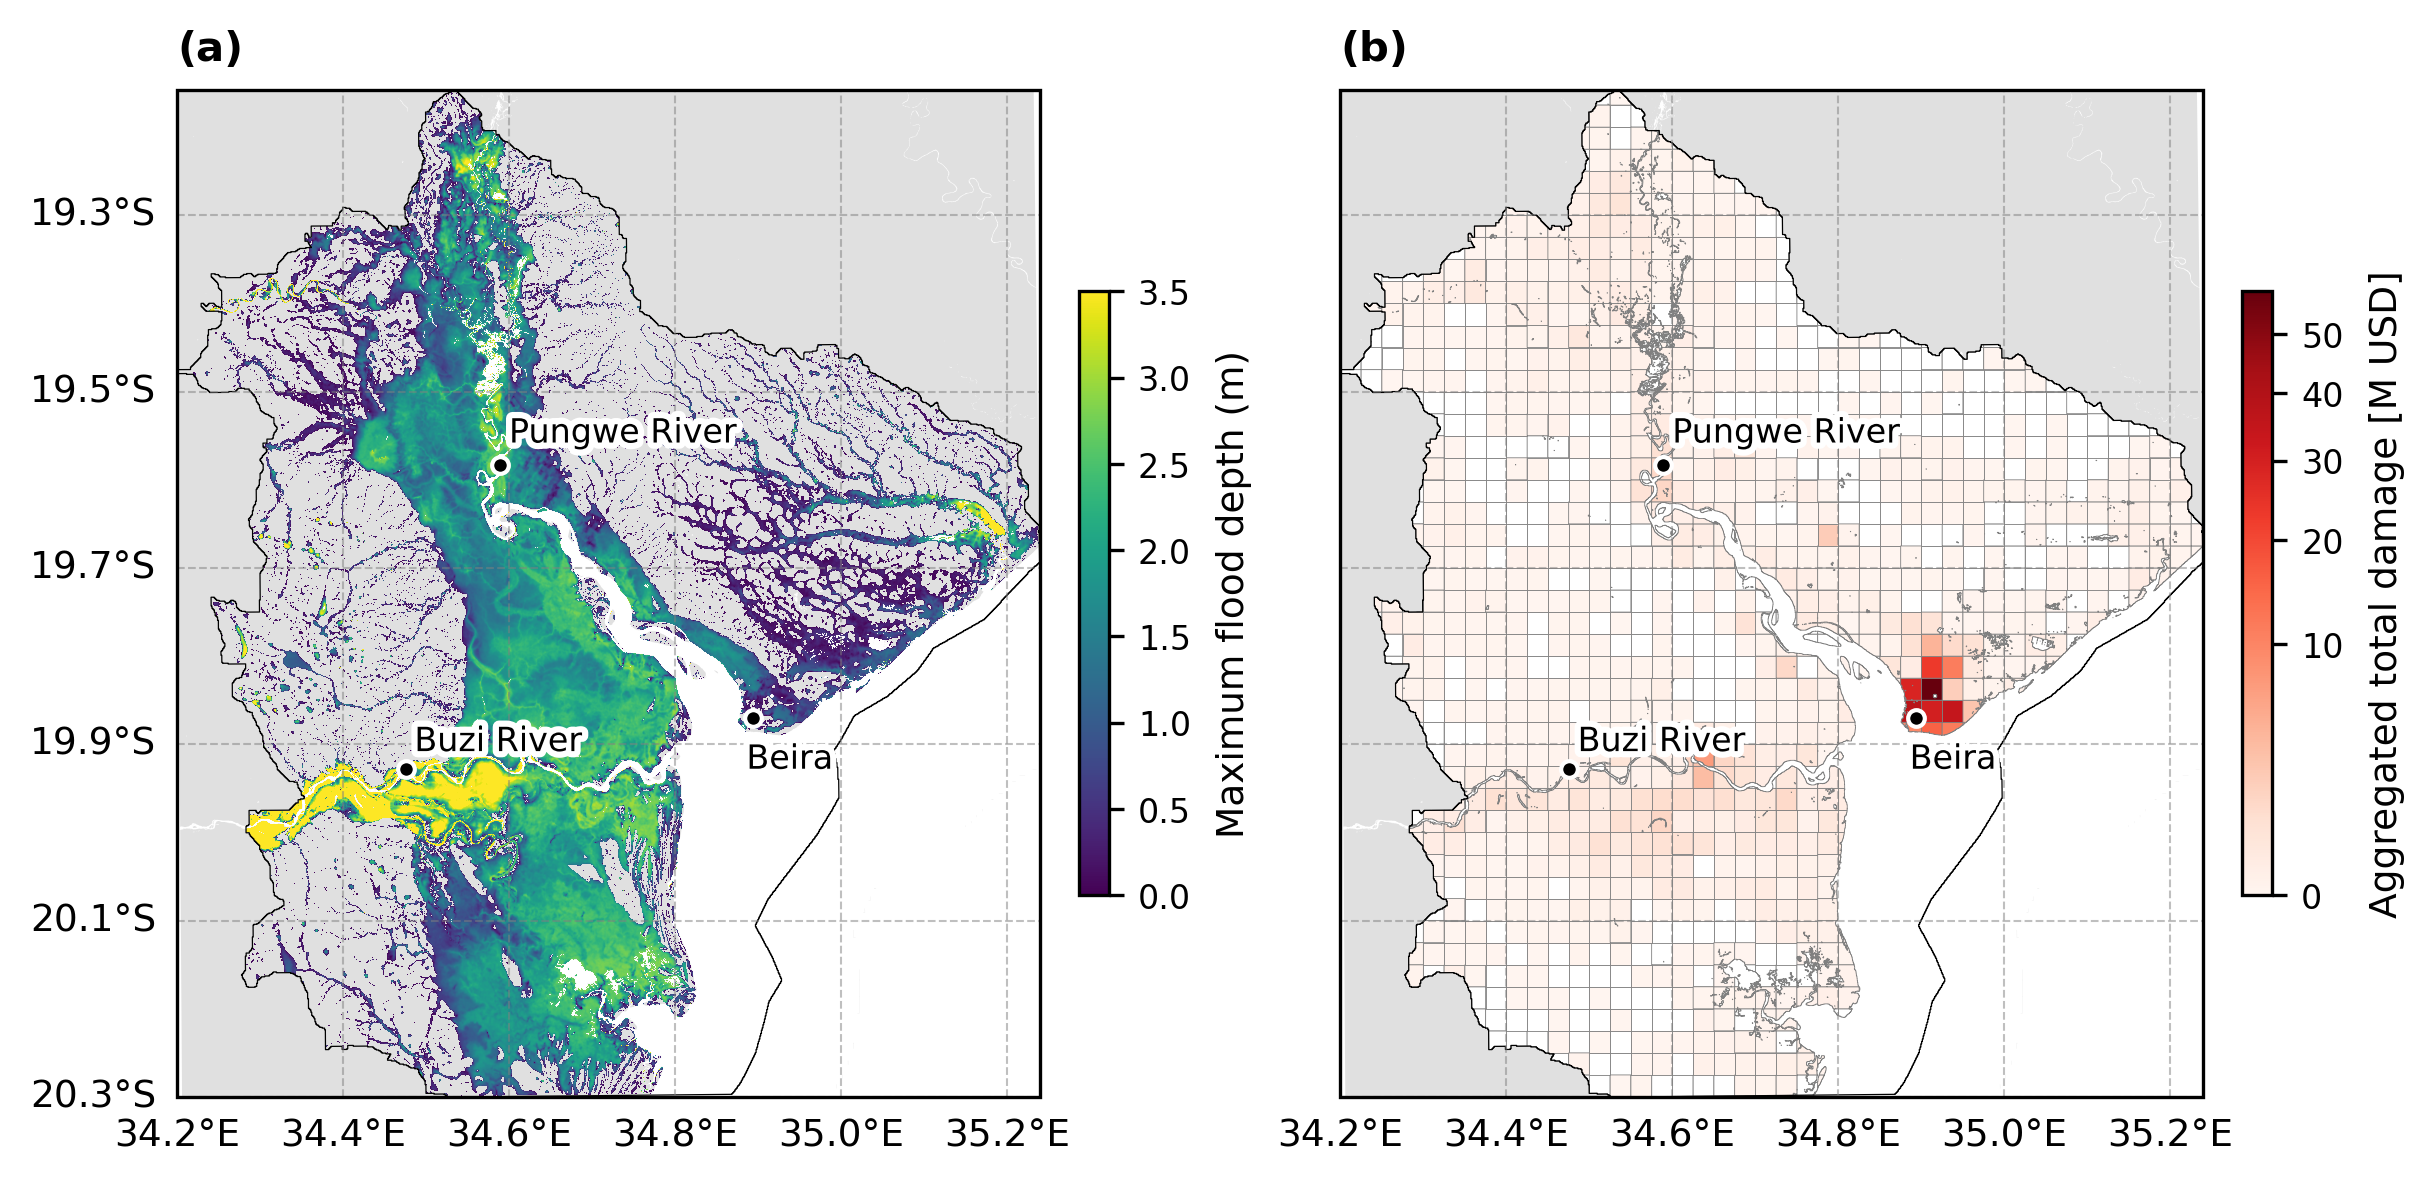 (a)
19.3°S
19.5°S
19.7°S
19.9°S
20.1°S
20.3°S
34.2°E 34.4°E 34.6°E 34.8°E 35.0°E 35.2°E
Pungwe River
Buzi River
Beira
3.5
3.0
2.5
2.0
1.5
1.0
0.5
0.0
Maximum flood depth (m)
(b)
Pungwe River
Buzi River
Beira
34.2°E 34.4°E 34.6°E 34.8°E 35.0°E 35.2°E
50
40
30
20
10
0
Aggregated total damage [M USD]